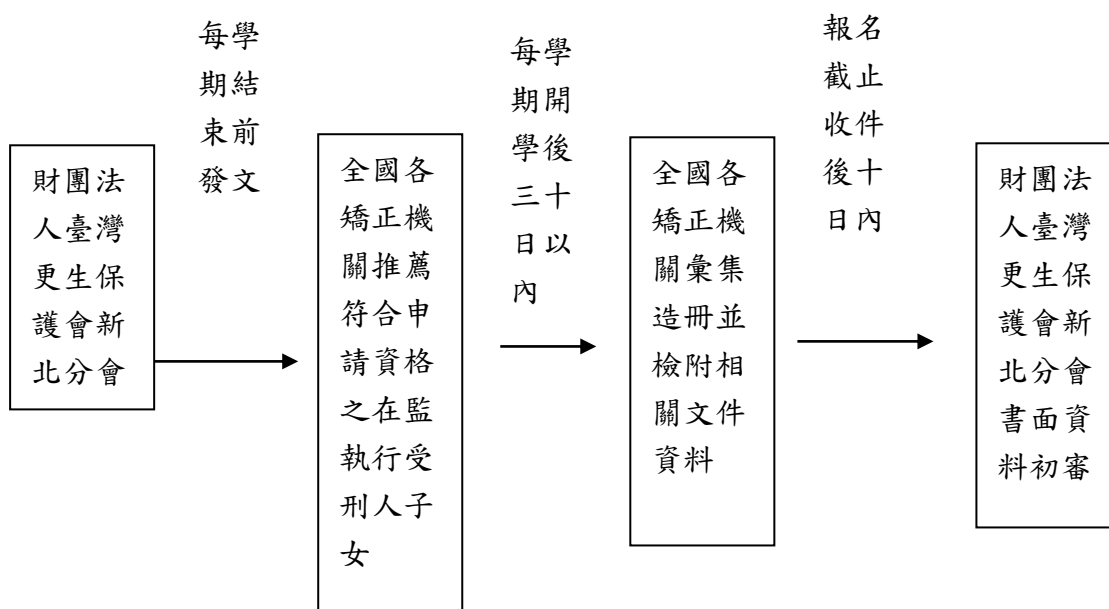 財團法
人臺灣
更生保
護會新
北分會
每學
期結
束前
發文
全國各
矯正機
關推薦
符合申
請資格
之在監
執行受
刑人子
女
每學
期開
學後
三十
日以
內
全國各
矯正機
關彙集
造冊並
檢附相
關文件
資料
報名
截止
收件
後十
日內
財團法
人臺灣
更生保
護會新
北分會
書面資
料初審